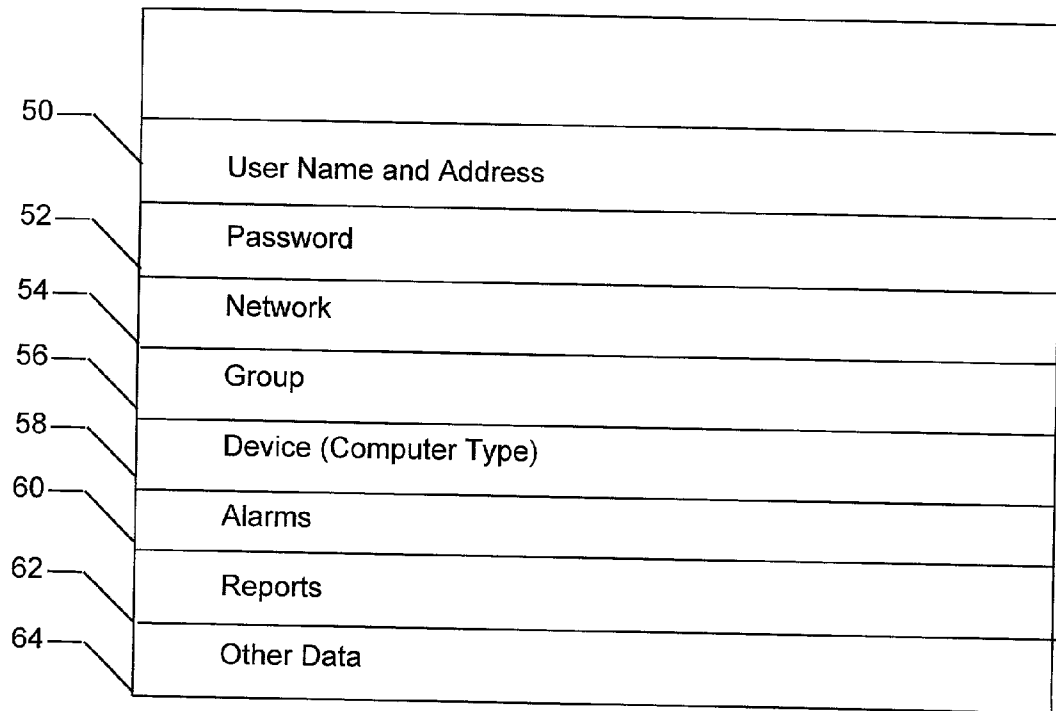 50
User Name and Address
52
Password
54
Network
56
Group
58
Device (Computer Type)
60
Alarms
62
Reports
64
Other Data